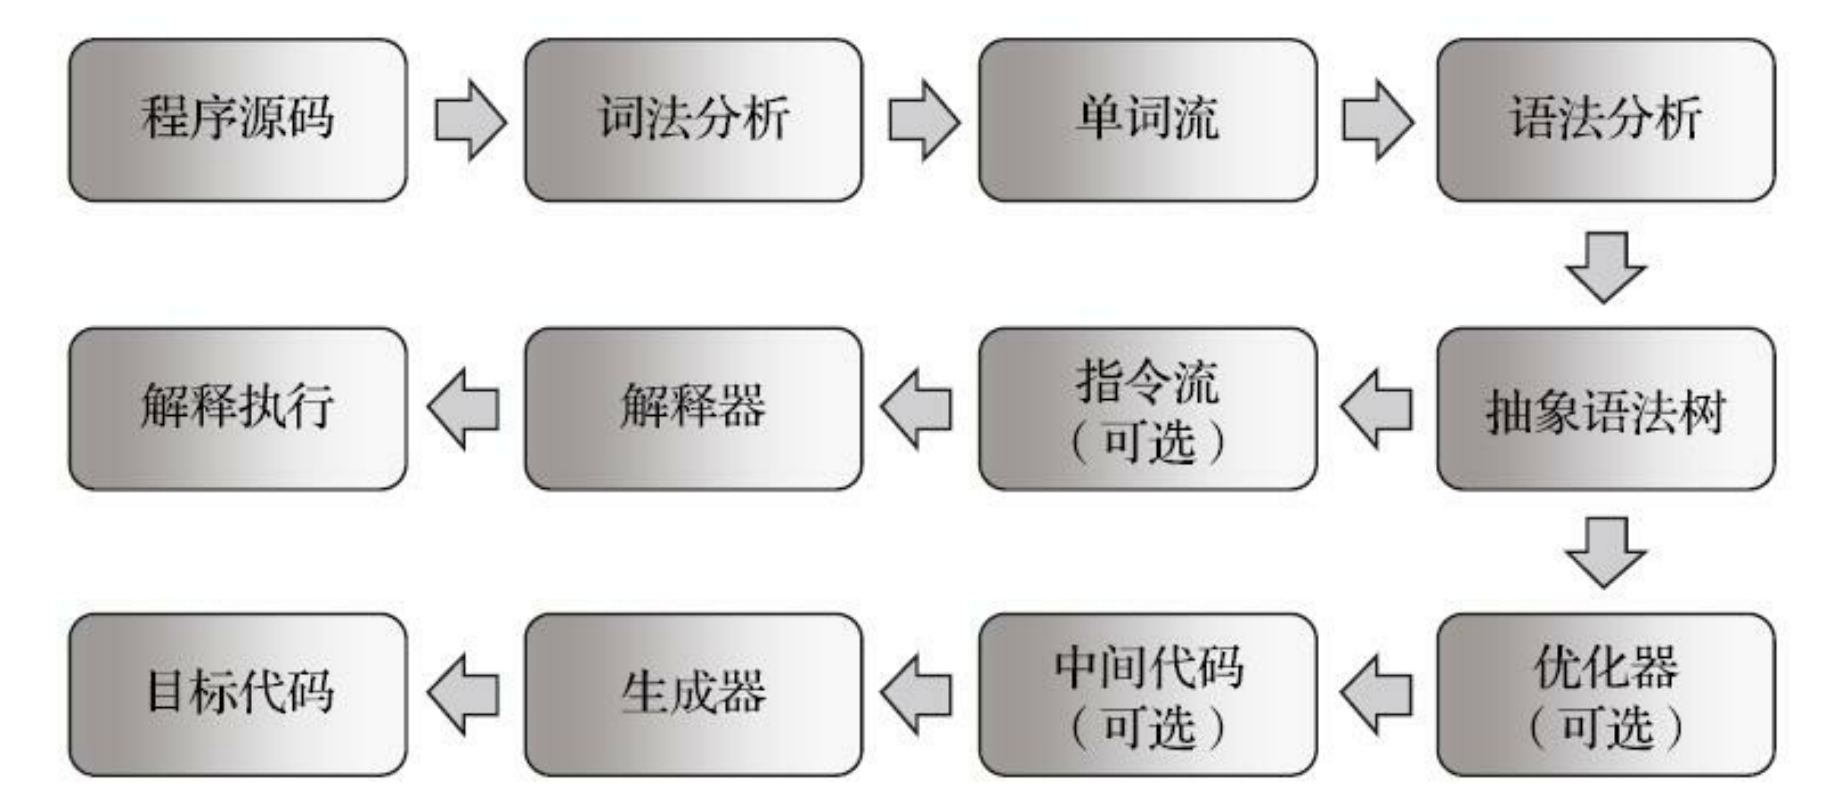 程序源码
词法分析
单词流
语法分析
解释执行
解释器
指令流
（可选）
抽象语法树
目标代码
生成器
中间代码
（可选）
优化器
（可选）